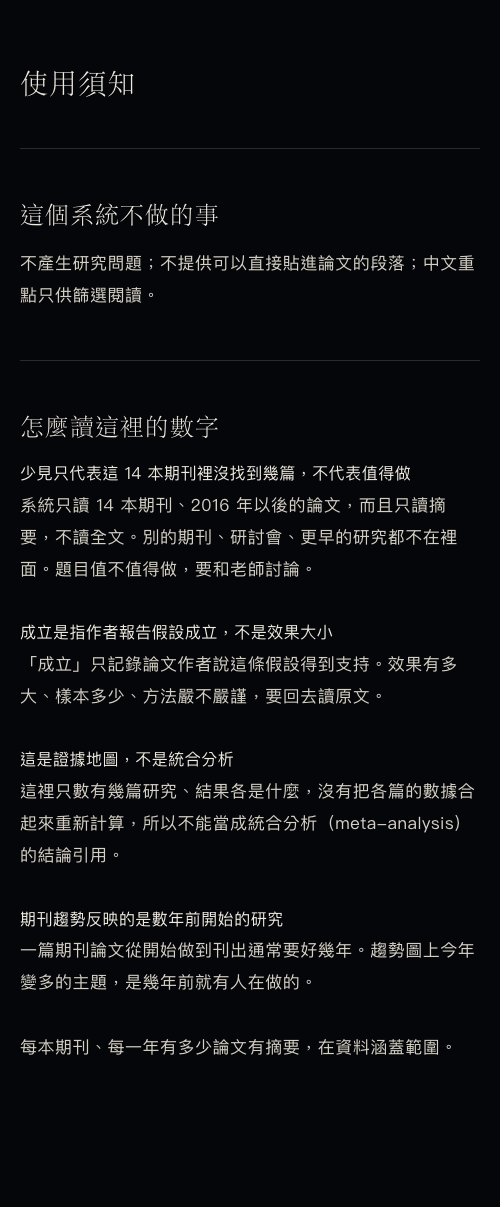 使用須知
這個系統不做的事
不產生研究問題；不提供可以直接貼進論文的段落；中文重
點只供篩選閱讀。
怎麼讀這裡的數字
少見只代表這 14 本期刊裡沒找到幾篇，不代表值得做
系統只讀 14 本期刊、2016 年以後的論文，而且只讀摘
要，不讀全文。別的期刊、研討會、更早的研究都不在裡
面。題目值不值得做，要和老師討論。
成立是指作者報告假設成立，不是效果大小
「成立」只記錄論文作者說這條假設得到支持。效果有多
大、樣本多少、方法嚴不嚴謹，要回去讀原文。
這是證據地圖，不是統合分析
這裡只數有幾篇研究、結果各是什麼，沒有把各篇的數據合
起來重新計算，所以不能當成統合分析（meta-analysis）
的結論引用。
期刊趨勢反映的是數年前開始的研究
一篇期刊論文從開始做到刊出通常要好幾年。趨勢圖上今年
變多的主題，是幾年前就有人在做的。
每本期刊、每一年有多少論文有摘要，在資料涵蓋範圍。